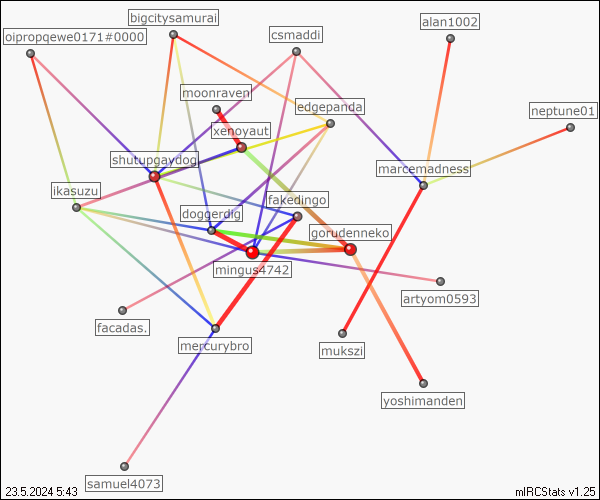 bigcitysamurai
alan1002
oipropqewe0171#0000
csmaddi
moonraven
edgepanda
neptune01
xenoyaut
shutupgaydog
marcemadness
ikasuzu
fakedingo
doggerdig
gorudenneko
mingus4742
artyom0593
facadas.
mercurybro
mukszi
yoshimanden
samuel4073
23.5.2024 5:43
mIRCStats v1.25